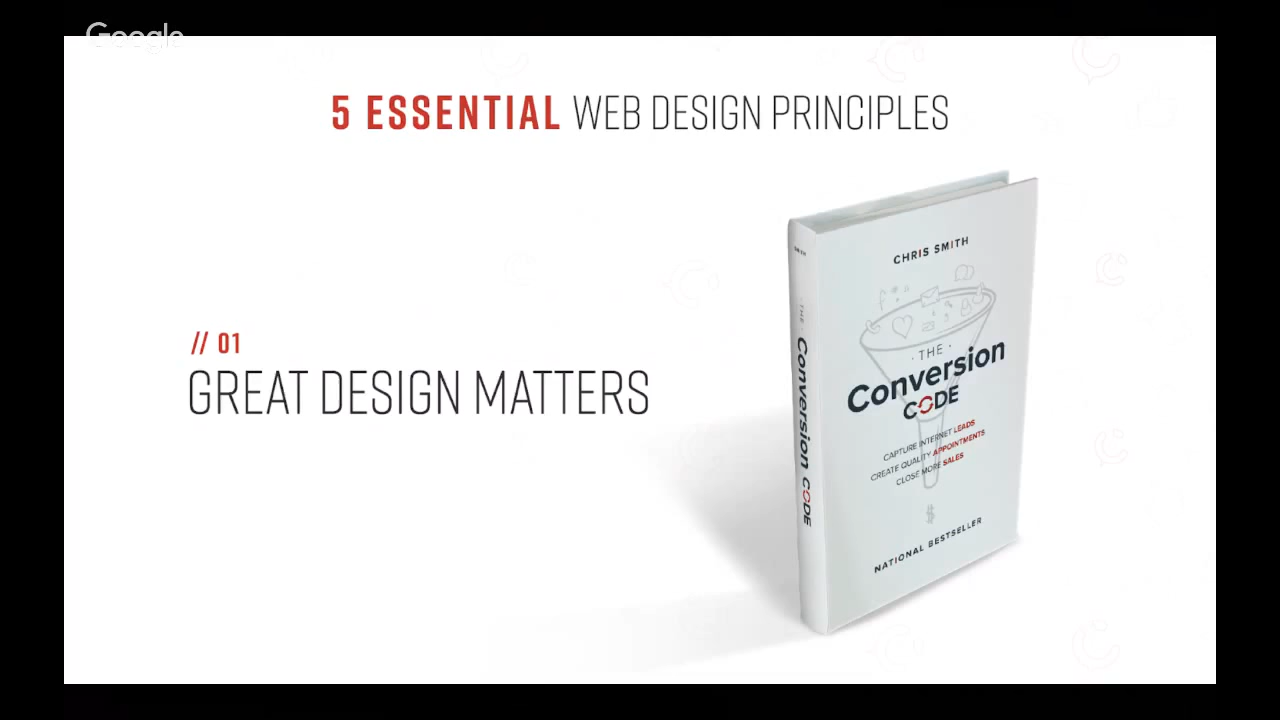 Google
5 ESSENTIAL WEB DESIGN PRINCIPLES
// 01
GREAT DESIGN MATTERS
CHRIS SMITH
· THE ·
Conversion
CODE
CAPTURE INTERNET LEADS
CREATE QUALITY APPOINTMENTS
CLOSE MORE SALES
NATIONAL BESTSELLER
SMITH
THE Conversion CODE